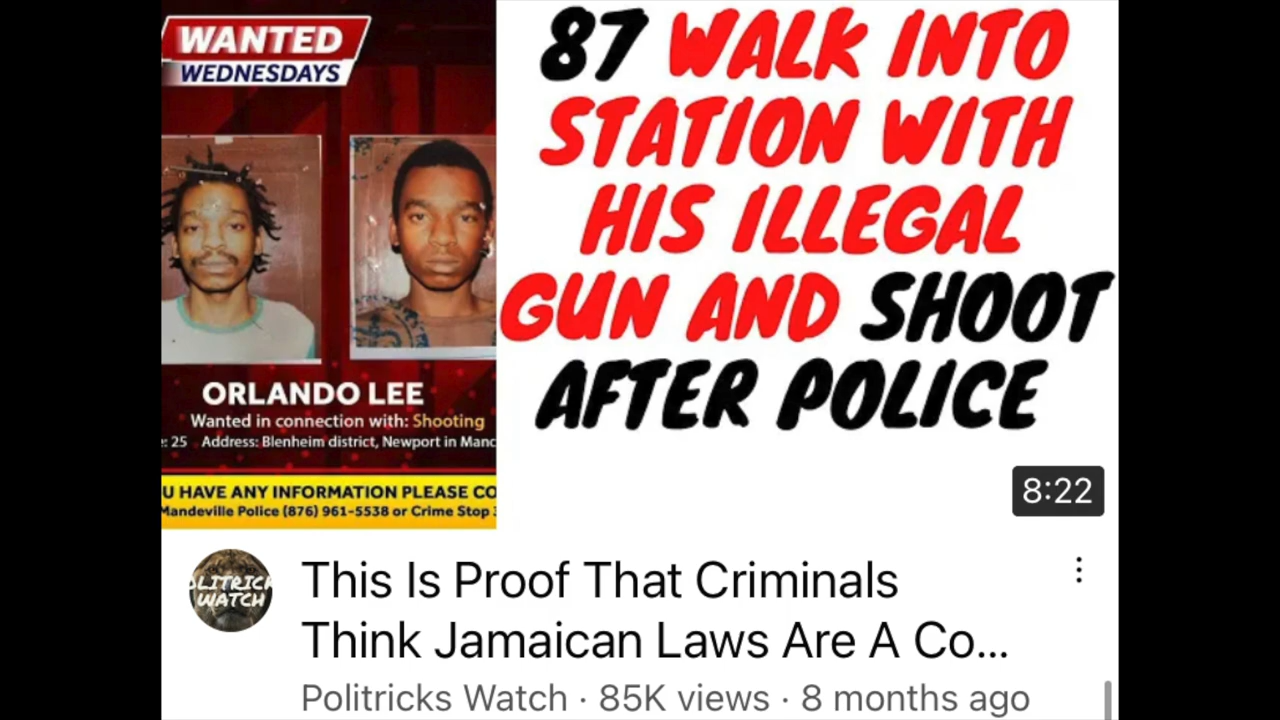 WANTED
WEDNESDAYS
ORLANDO LEE
Wanted in connection with: Shooting
: 25 Address: Blenheim district, Newport in Manc
U HAVE ANY INFORMATION PLEASE CO
Mandeville Police (876) 961-5538 or Crime Stop 3
87 WALK INTO
STATION WITH
HIS ILLEGAL
GUN AND SHOOT
AFTER POLICE
8:22
OLITRICK
WATCH
This Is Proof That Criminals
Think Jamaican Laws Are A Co...
Politricks Watch · 85K views · 8 months ago